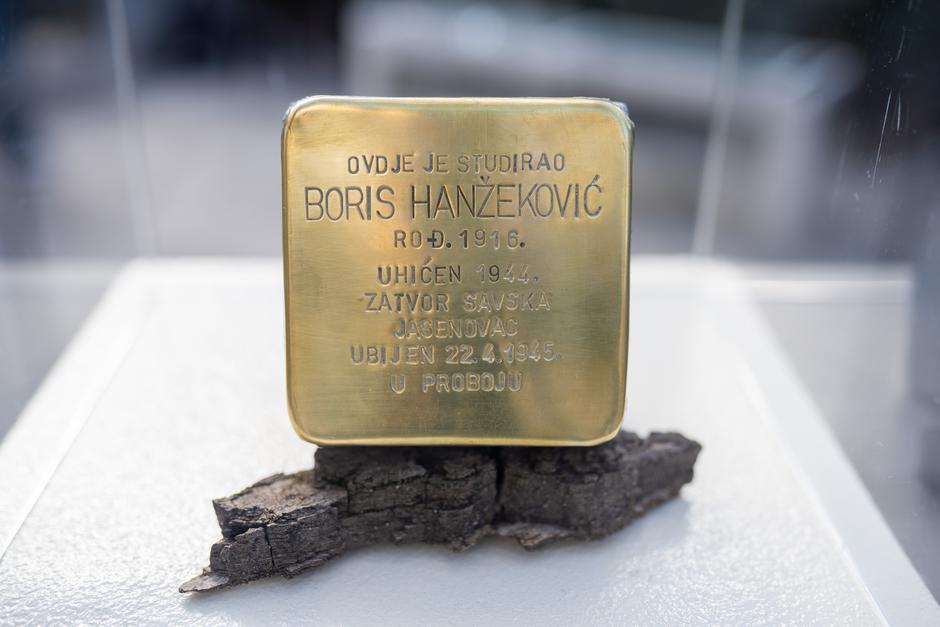 OVDJE JE STUDIRAO
BORIS HANŽEKOVIĆ
ROĐ. 1916.
UHIĆEN 1944.
ZATVOR SAVSKA
JASENOVAC
UBIJEN 22.4.1945.
U PROBOJU